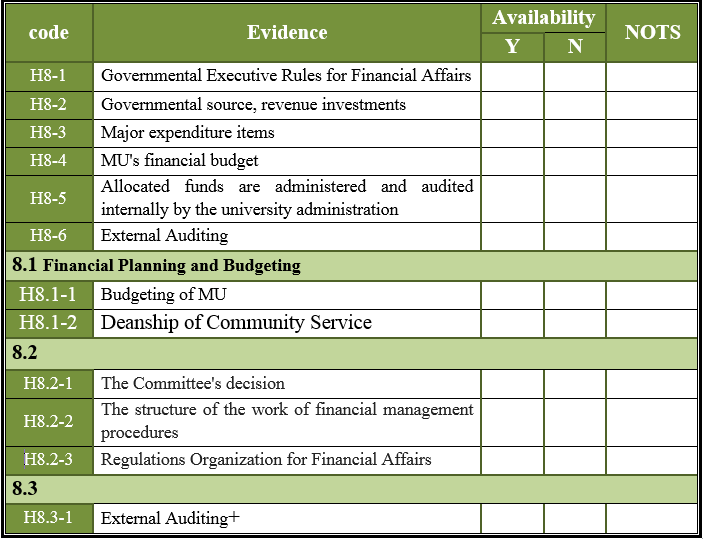 code Evidence Availability NOTS
Y N
H8-1 Governmental Executive Rules for Financial Affairs
H8-2 Governmental source, revenue investments
H8-3 Major expenditure items
H8-4 MU's financial budget
H8-5 Allocated funds are administered and audited
internally by the university administration
H8-6 External Auditing
8.1 Financial Planning and Budgeting
H8.1-1 Budgeting of MU
H8.1-2 Deanship of Community Service
8.2
H8.2-1 The Committee's decision
H8.2-2 The structure of the work of financial management
procedures
H8.2-3 Regulations Organization for Financial Affairs
8.3
H8.3-1 External Auditing+